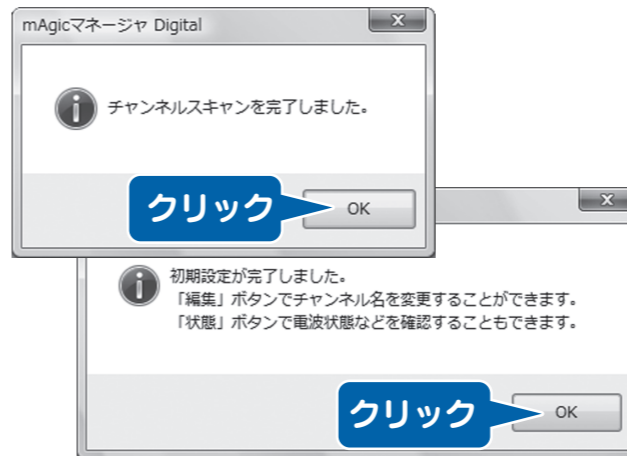 mAgicマネージャ Digital
チャンネルスキャンを完了しました。
クリック
OK
初期設定が完了しました。
「編集」ボタンでチャンネル名を変更することができます。
「状態」ボタンで電波状態などを確認することもできます。
クリック
OK